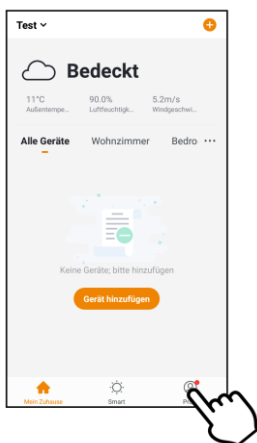 Test
Bedeckt
11°C 90.0% 5.2m/s
Außentempe... Luftfeuchtigk... Windgeschwi...
Alle Geräte Wohnzimmer Bedro ...
Keine Geräte, bitte hinzufügen
Gerät hinzufügen
Mein Zuhause Smart